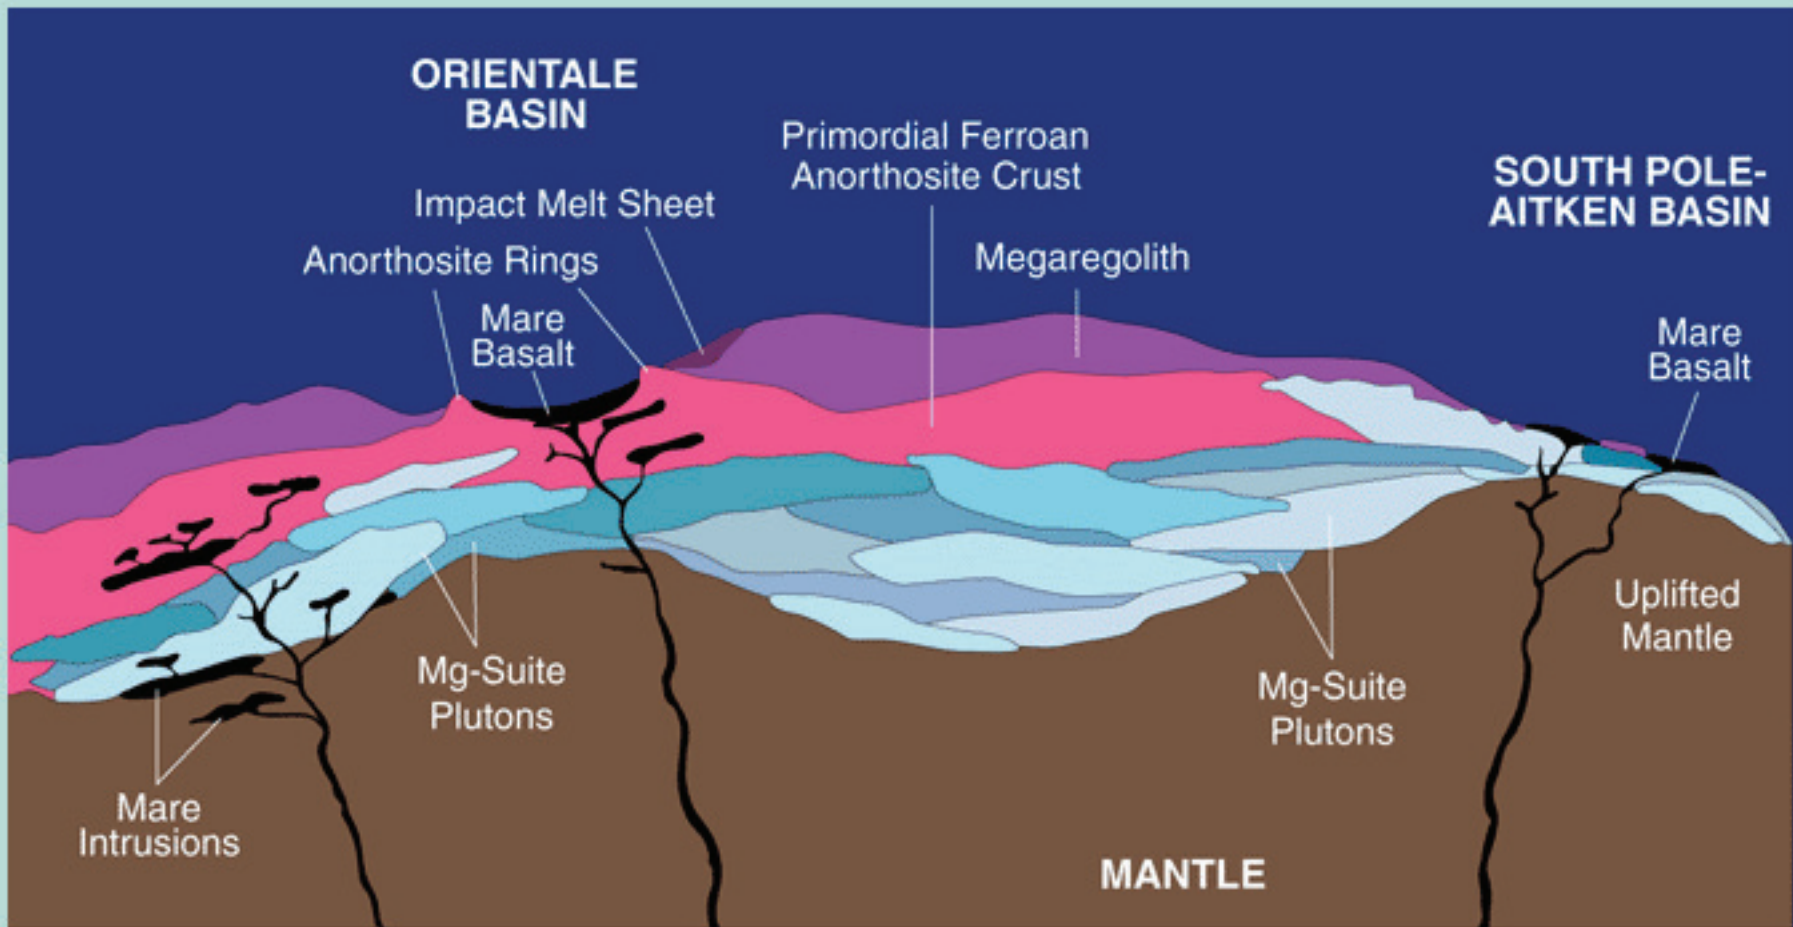 ORIENTALE
BASIN
Primordial Ferroan
Anorthosite Crust
SOUTH POLE-
AITKEN BASIN
Impact Melt Sheet
Anorthosite Rings
Megaregolith
Mare
Basalt
Mare
Basalt
Uplifted
Mantle
Mg-Suite
Plutons
Mg-Suite
Plutons
Mare
Intrusions
MANTLE